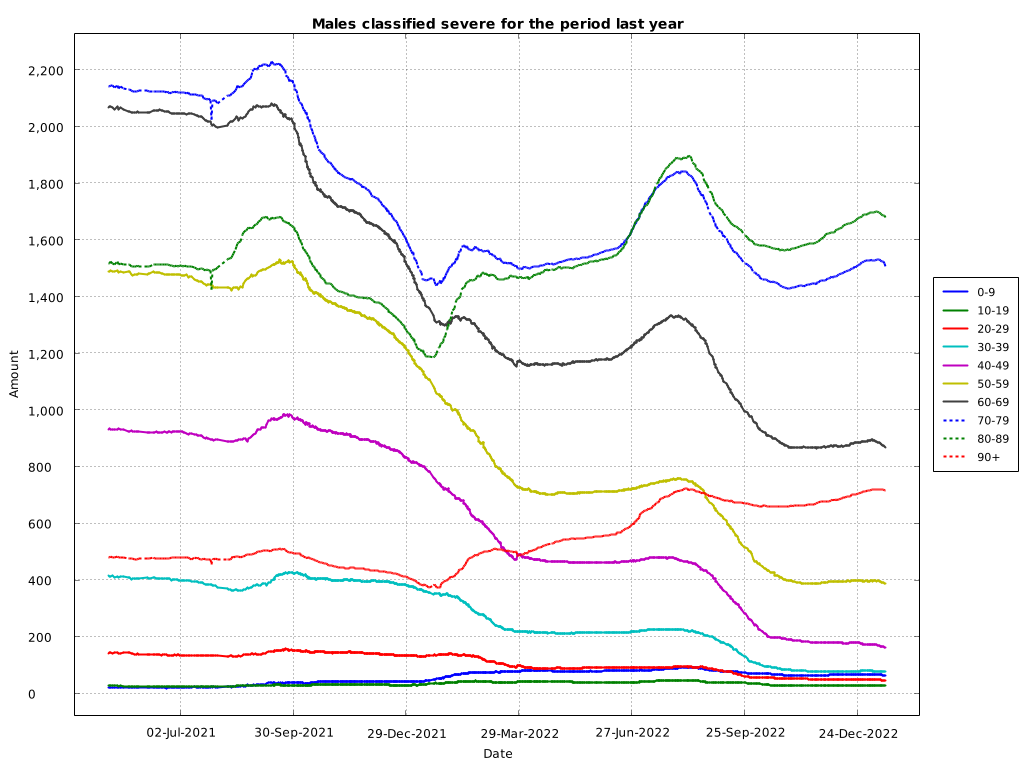 Males classified severe for the period last year
2,200
2,000
1,800
1,600
1,400
1,200
1,000
800
600
400
200
0
Amount
02-Jul-2021
30-Sep-2021
29-Dec-2021
29-Mar-2022
27-Jun-2022
25-Sep-2022
24-Dec-2022
Date
0-9
10-19
20-29
30-39
40-49
50-59
60-69
70-79
80-89
90+